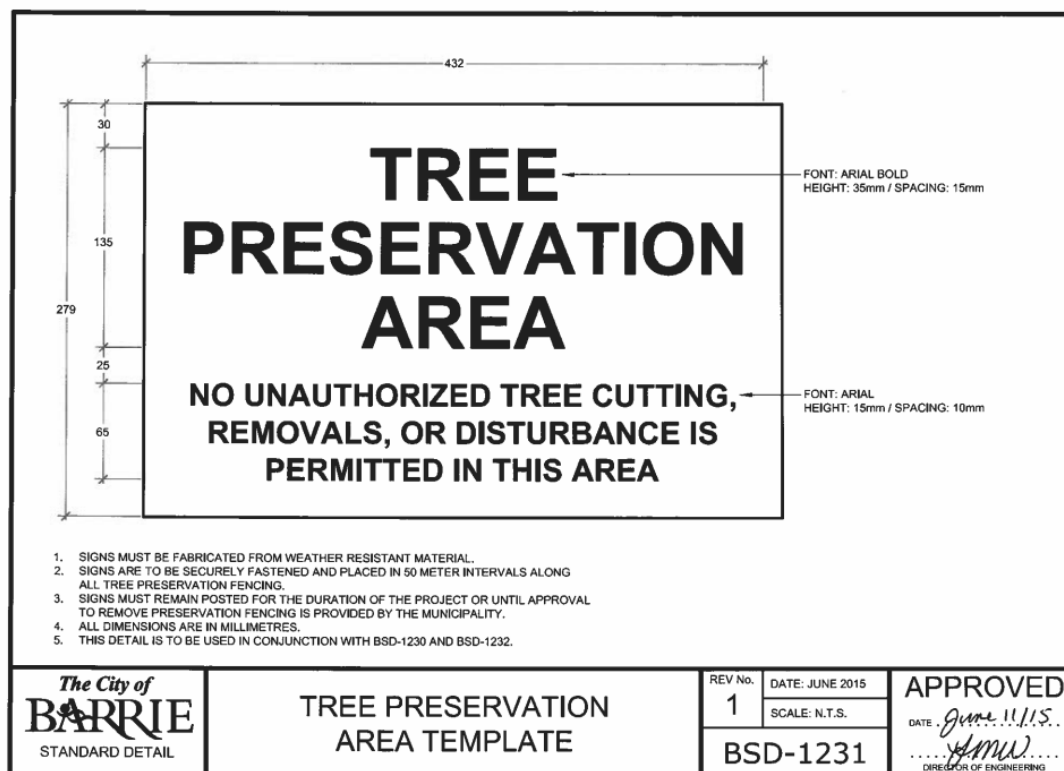 432
30
TREE
FONT: ARIAL BOLD
HEIGHT: 35mm / SPACING: 15mm
135
PRESERVATION
279
AREA
25
NO UNAUTHORIZED TREE CUTTING,
FONT: ARIAL
HEIGHT: 15mm / SPACING: 10mm
65
REMOVALS, OR DISTURBANCE IS
PERMITTED IN THIS AREA
1. SIGNS MUST BE FABRICATED FROM WEATHER RESISTANT MATERIAL.
2. SIGNS ARE TO BE SECURELY FASTENED AND PLACED IN 50 METER INTERVALS ALONG
ALL TREE PRESERVATION FENCING.
3. SIGNS MUST REMAIN POSTED FOR THE DURATION OF THE PROJECT OR UNTIL APPROVAL
TO REMOVE PRESERVATION FENCING IS PROVIDED BY THE MUNICIPALITY.
4. ALL DIMENSIONS ARE IN MILLIMETRES.
5. THIS DETAIL IS TO BE USED IN CONJUNCTION WITH BSD-1230 AND BSD-1232.
The City of
BARRIE
STANDARD DETAIL
TREE PRESERVATION
AREA TEMPLATE
REV No.
1
DATE: JUNE 2015
SCALE: N.T.S.
BSD-1231
APPROVED
DATE June 11/15
DIRECTOR OF ENGINEERING